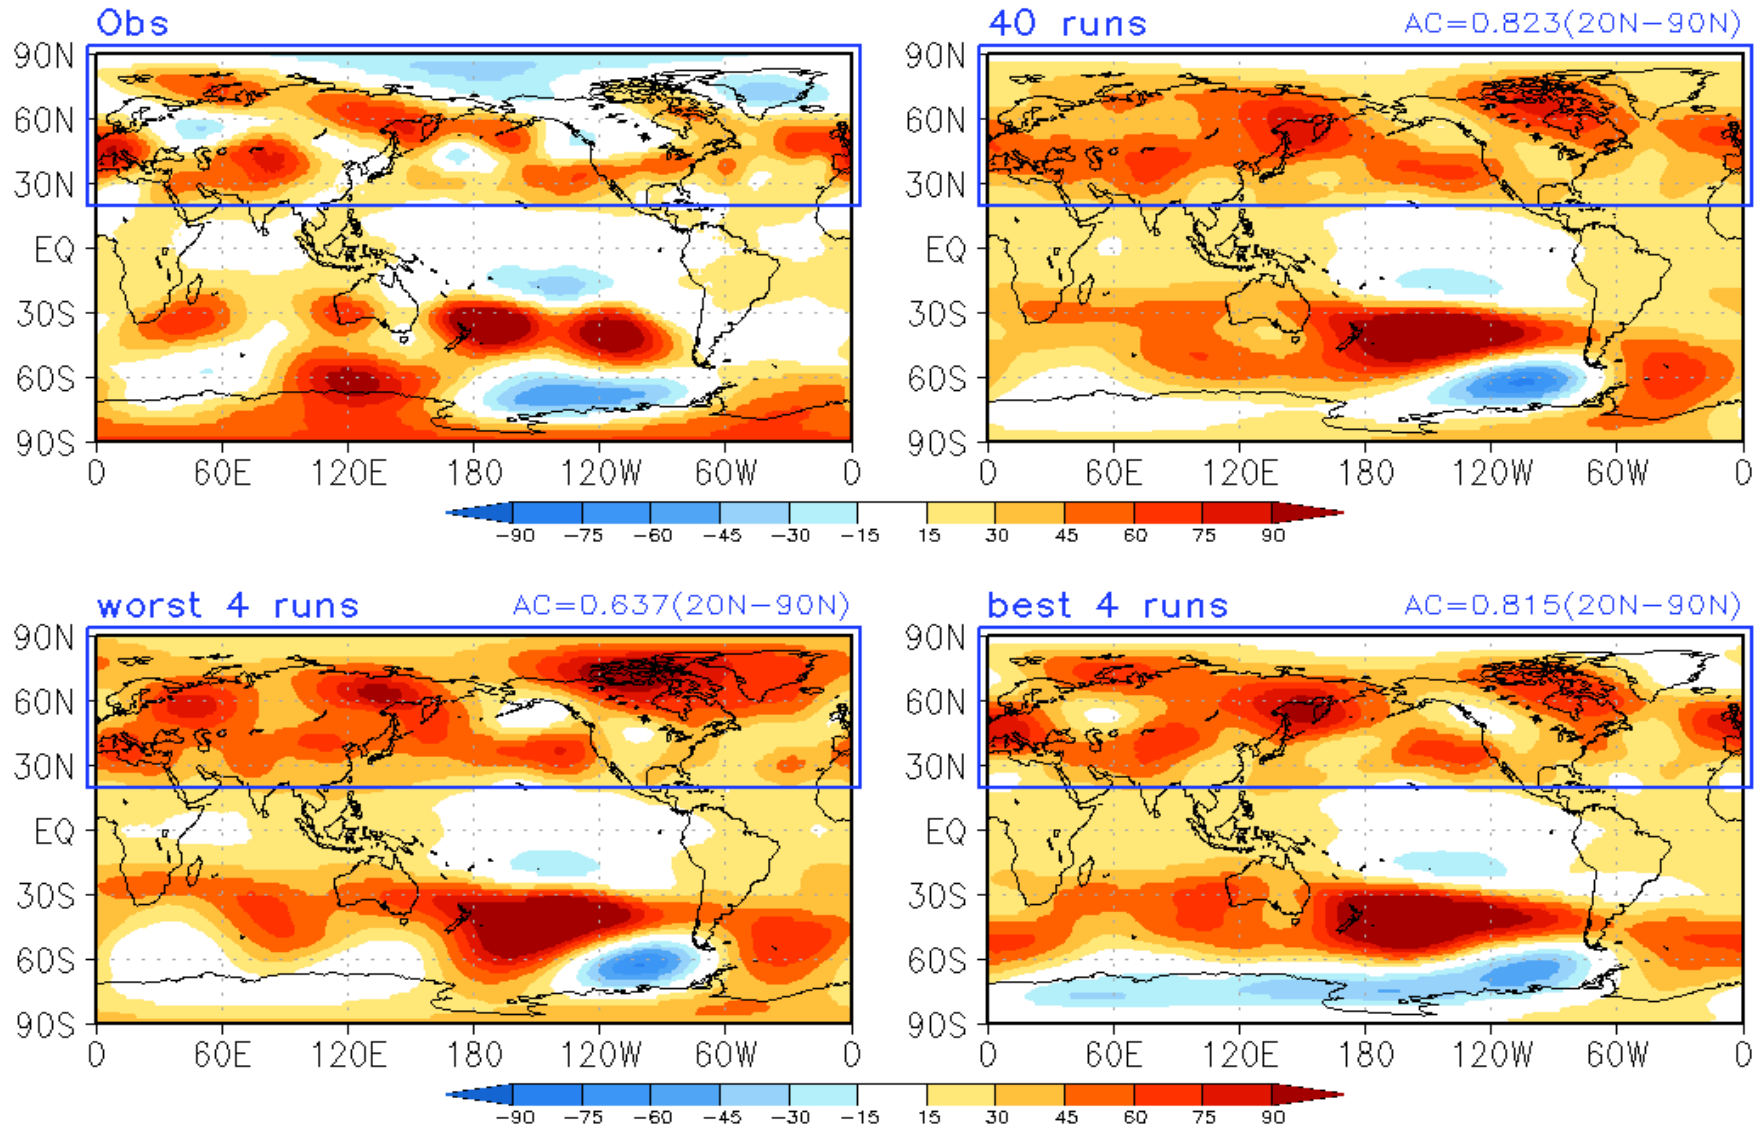 Obs
40 runs AC=0.823(20N−90N)
90N
60N
30N
EQ
30S
60S
90S
0 60E 120E 180 120W 60W 0
90N
60N
30N
EQ
30S
60S
90S
0 60E 120E 180 120W 60W 0
−90 −75 −60 −45 −30 −15 15 30 45 60 75 90
worst 4 runs AC=0.637(20N−90N)
best 4 runs AC=0.815(20N−90N)
90N
60N
30N
EQ
30S
60S
90S
0 60E 120E 180 120W 60W 0
90N
60N
30N
EQ
30S
60S
90S
0 60E 120E 180 120W 60W 0
−90 −75 −60 −45 −30 −15 15 30 45 60 75 90